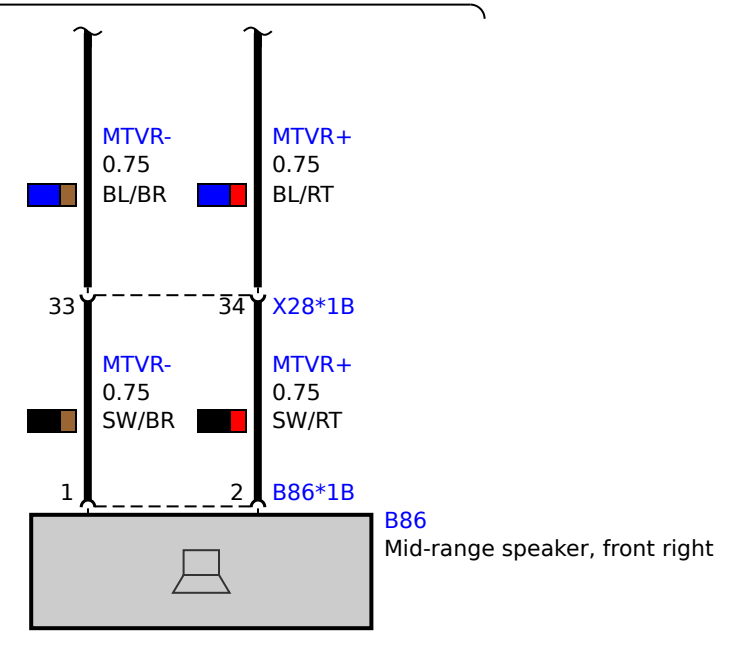 MTVR-
0.75
BL/BR
MTVR+
0.75
BL/RT
33
34
X28*1B
MTVR-
0.75
SW/BR
MTVR+
0.75
SW/RT
1
2
B86*1B
B86
Mid-range speaker, front right